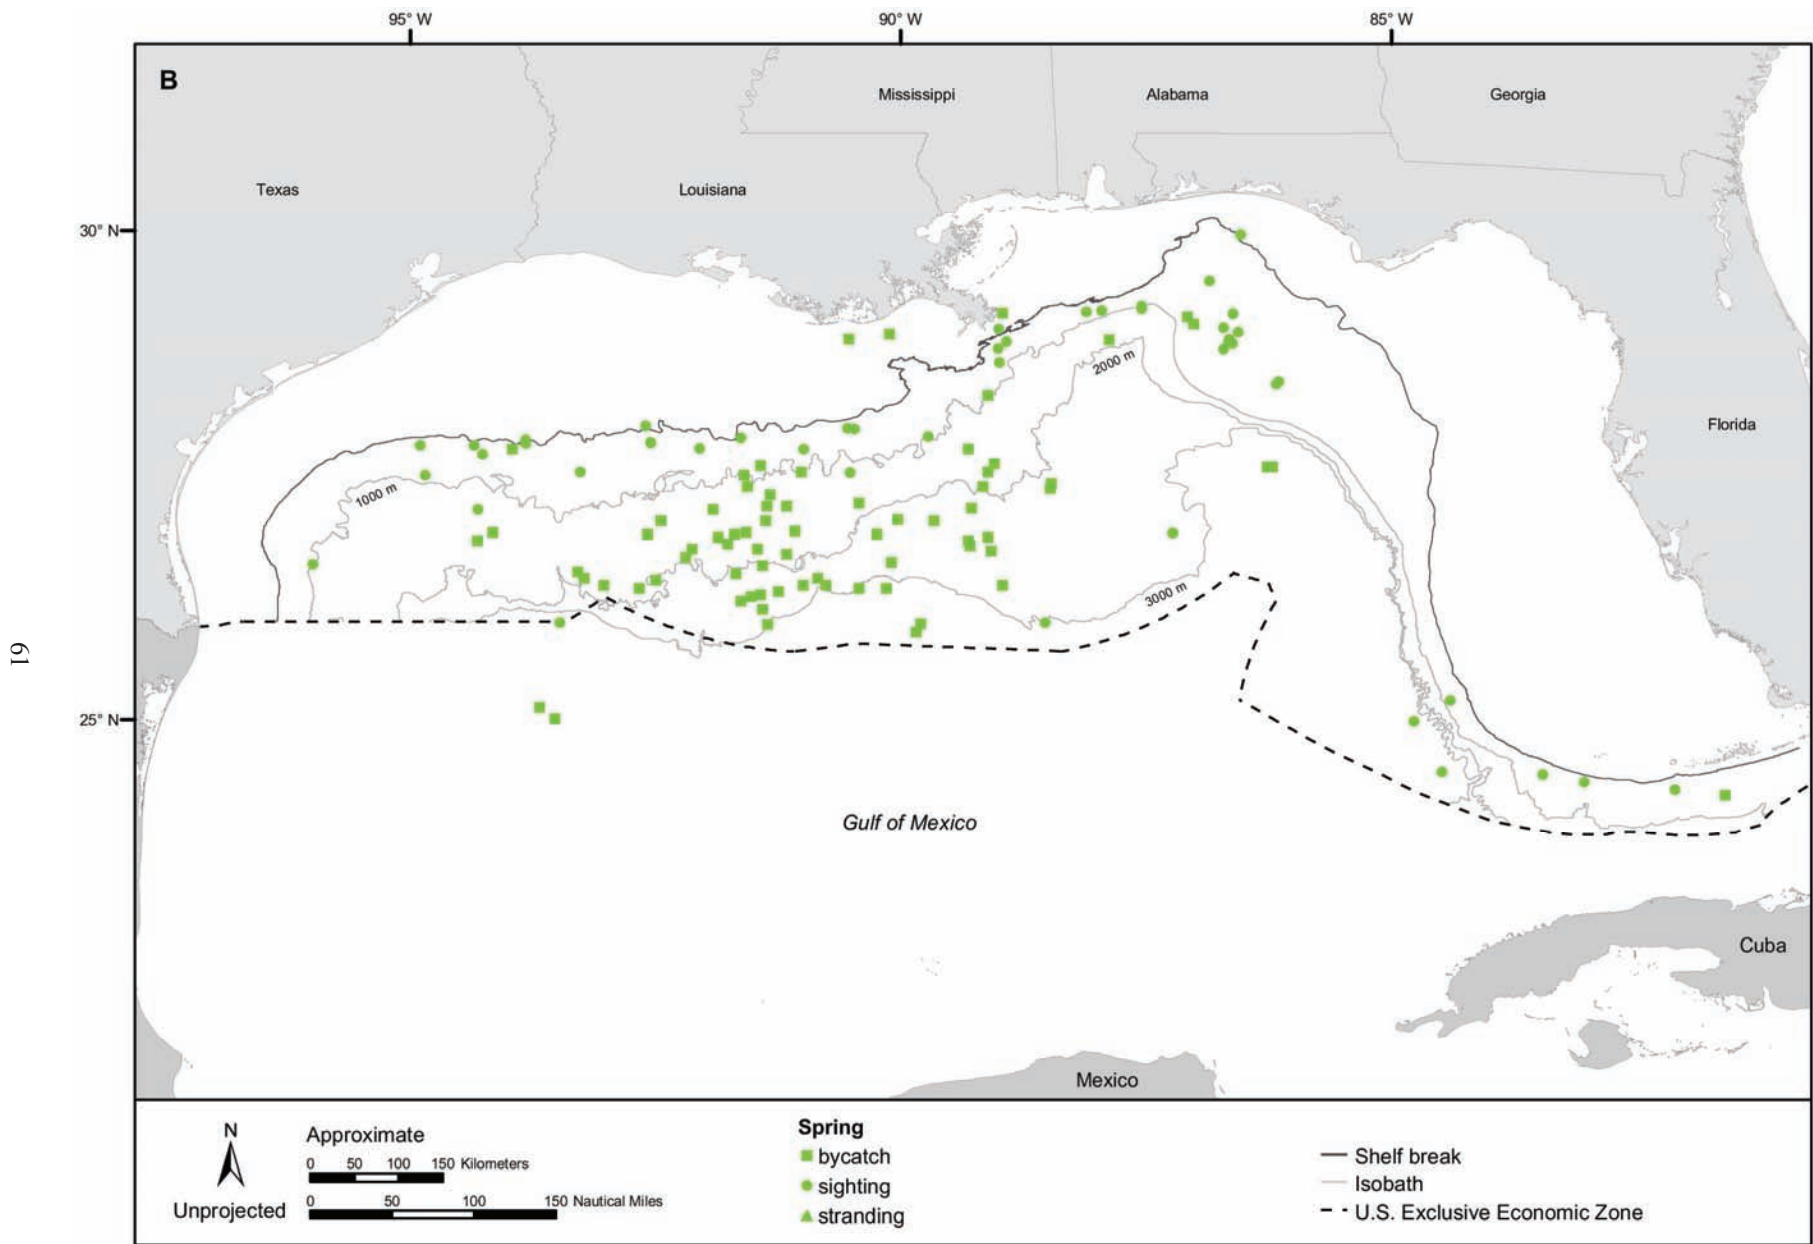 95° W
90° W
85° W
B
Mississippi
Alabama
Georgia
Texas
Louisiana
30° N
2000 m
Florida
1000 m
3000 m
61
25° N
Gulf of Mexico
Cuba
Mexico
N
Unprojected
Approximate
0 50 100 150 Kilometers
0 50 100 150 Nautical Miles
Spring
bycatch
sighting
stranding
Shelf break
Isobath
U.S. Exclusive Economic Zone